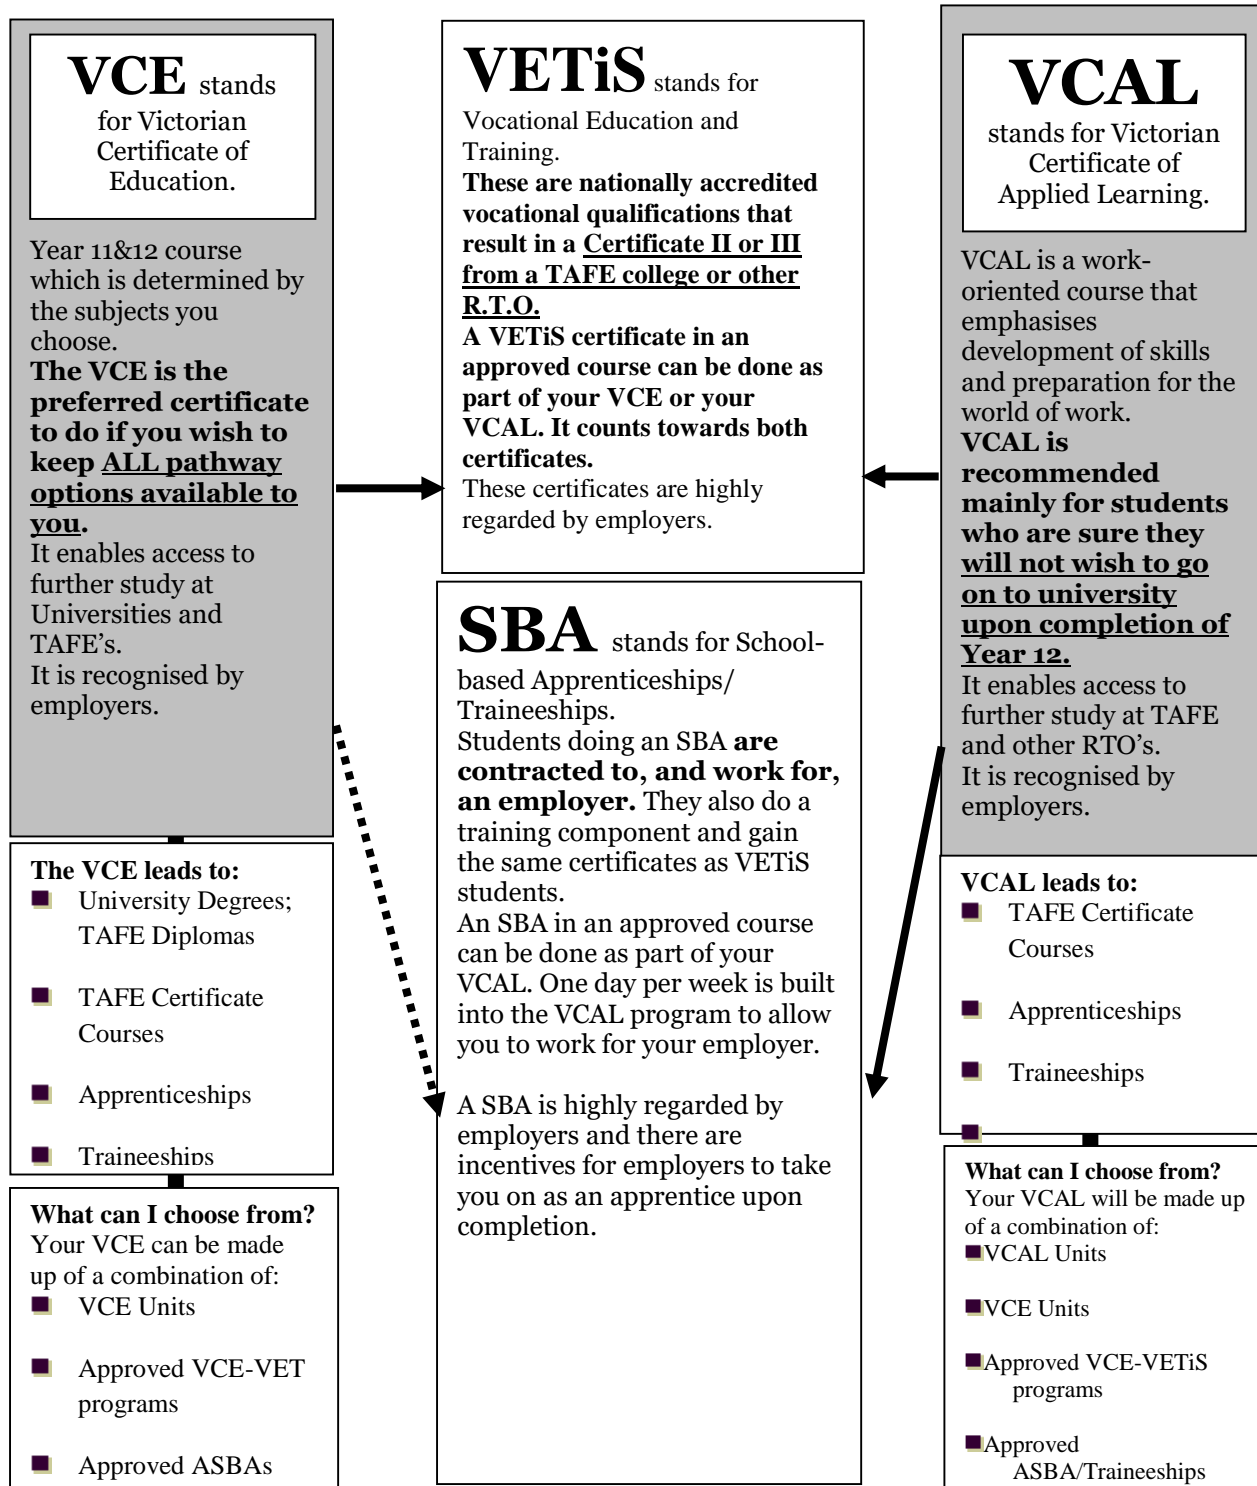 VCE stands
for Victorian
Certificate of
Education.
Year 11&12 course
which is determined by
the subjects you
choose.
The VCE is the
preferred certificate
to do if you wish to
keep ALL pathway
options available to
you.
It enables access to
further study at
Universities and
TAFE's.
It is recognised by
employers.
The VCE leads to:
University Degrees;
TAFE Diplomas
TAFE Certificate
Courses
Apprenticeships
Traineeships
What can I choose from?
Your VCE can be made
up of a combination of:
VCE Units
Approved VCE-VET
programs
Approved ASBAs
VETiS stands for
Vocational Education and
Training.
These are nationally accredited
vocational qualifications that
result in a Certificate II or III
from a TAFE college or other
R.T.O.
A VETiS certificate in an
approved course can be done as
part of your VCE or your
VCAL. It counts towards both
certificates.
These certificates are highly
regarded by employers.
SBA stands for School-
based Apprenticeships/
Traineeships.
Students doing an SBA are
contracted to, and work for,
an employer. They also do a
training component and gain
the same certificates as VETiS
students.
An SBA in an approved course
can be done as part of your
VCAL. One day per week is built
into the VCAL program to allow
you to work for your employer.
A SBA is highly regarded by
employers and there are
incentives for employers to take
you on as an apprentice upon
completion.
VCAL
stands for Victorian
Certificate of
Applied Learning.
VCAL is a work-
oriented course that
emphasises
development of skills
and preparation for the
world of work.
VCAL is
recommended
mainly for students
who are sure they
will not wish to go
on to university
upon completion of
Year 12.
It enables access to
further study at TAFE
and other RTO's.
It is recognised by
employers.
VCAL leads to:
TAFE Certificate
Courses
Apprenticeships
Traineeships
What can I choose from?
Your VCAL will be made up
of a combination of:
VCAL Units
VCE Units
Approved VCE-VETiS
programs
Approved
ASBA/Traineeships